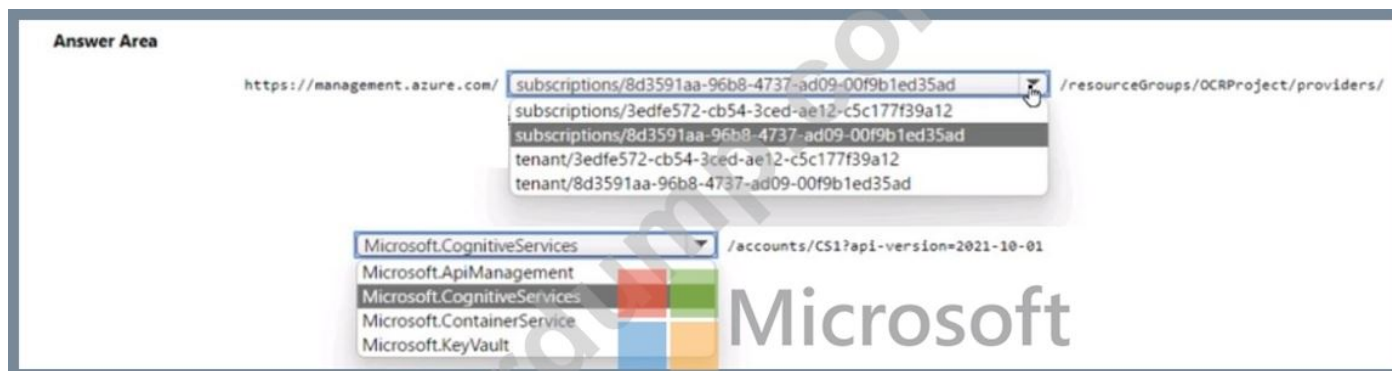 Answer Area
https://management.azure.com/ subscriptions/8d3591aa-96b8-4737-ad09-00f9b1ed35ad /resourceGroups/OCRProject/providers/
subscriptions/3edfe572-cb54-3ced-ae12-c5c177f39a12
subscriptions/8d3591aa-96b8-4737-ad09-00f9b1ed35ad
tenant/3edfe572-cb54-3ced-ae12-c5c177f39a12
tenant/8d3591aa-96b8-4737-ad09-00f9b1ed35ad
Microsoft.CognitiveServices /accounts/CS1?api-version=2021-10-01
Microsoft.ApiManagement
Microsoft.CognitiveServices
Microsoft.ContainerService
Microsoft.KeyVault
Microsoft